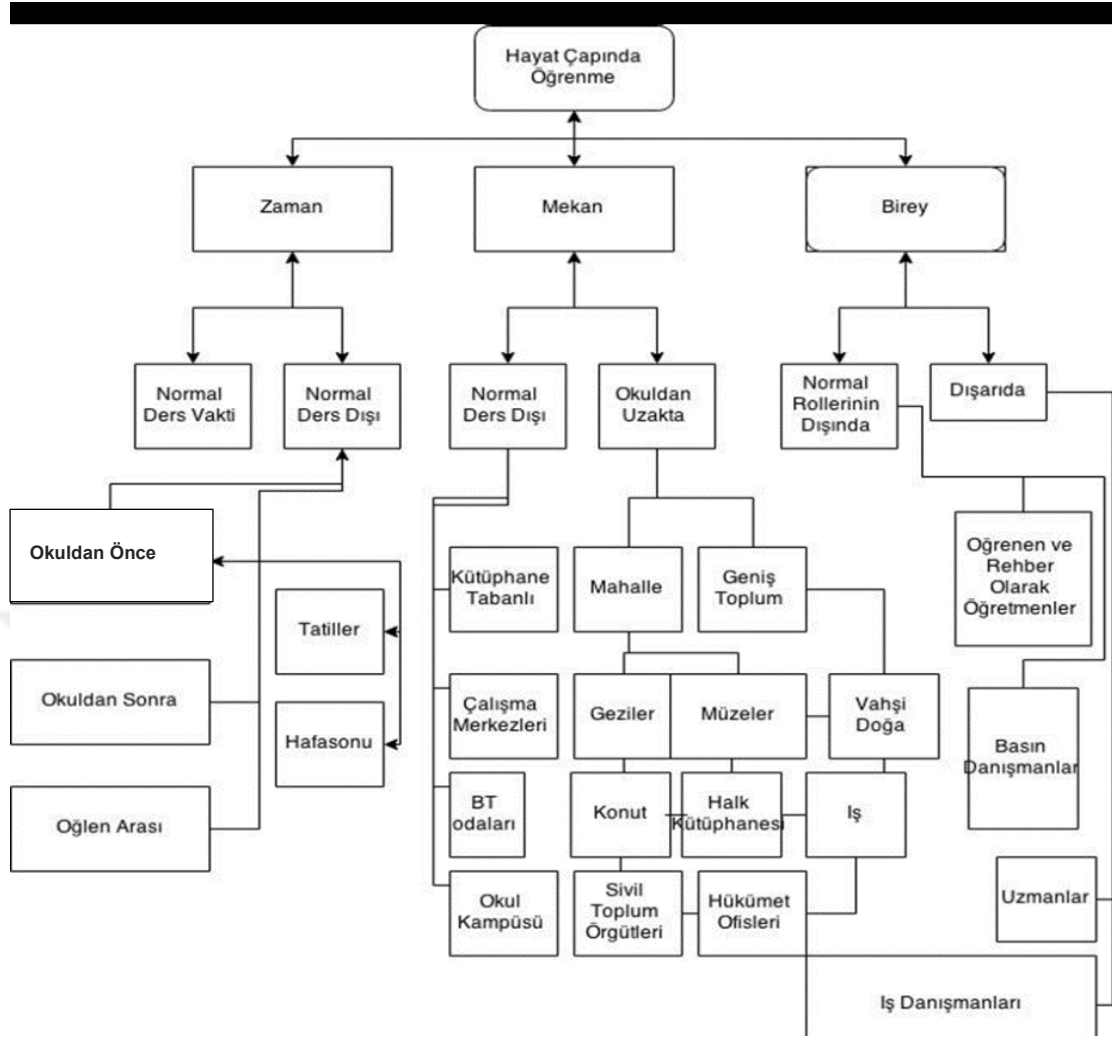 Hayat Çapında
Öğrenme
Zaman
Mekan
Birey
Normal
Ders Vakti
Normal
Ders Dışı
Normal
Ders Dışı
Okuldan
Uzakta
Normal
Rollerinin
Dışında
Dışarıda
Okuldan Önce
Tatiller
Okuldan Sonra
Hafasonu
Oğlen Arası
Kütüphane
Tabanlı
Mahalle
Geniş
Toplum
Oğrenen ve
Rehber
Olarak
Öğretmenler
Çalışma
Merkezleri
Geziler
Müzeler
Vahşi
Doğa
Basın
Danışmanlar
BT
odaları
Konut
Halk
Kütüphanesi
Iş
Okul
Kampüsü
Sivil
Toplum
Örgütleri
Hükümet
Ofisleri
Uzmanlar
Iş Danışmanları